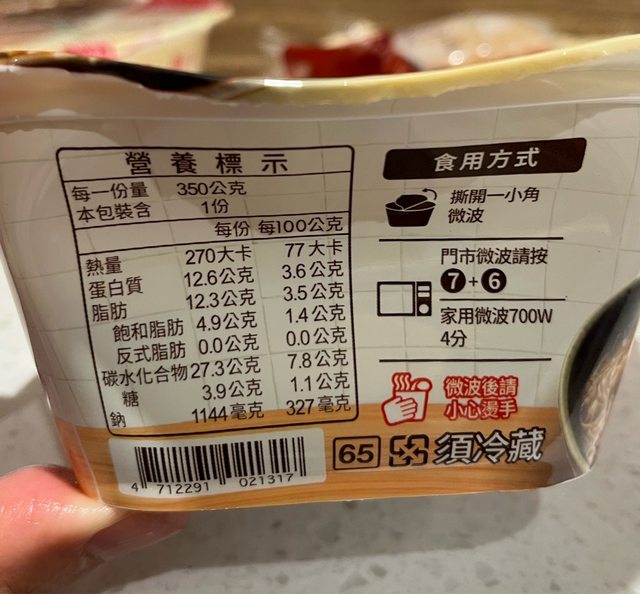 營養標示
每一份量 350公克
本包裝含 1份
每份 每100公克
熱量 270大卡 77大卡
蛋白質 12.6公克 3.6公克
脂肪 12.3公克 3.5公克
飽和脂肪 4.9公克 1.4公克
反式脂肪 0.0公克 0.0公克
碳水化合物 27.3公克 7.8公克
糖 3.9公克 1.1公克
鈉 1144毫克 327毫克
4 712291 021317
食用方式
撕開一小角
微波
門市微波請按
7+6
家用微波700W
4分
微波後請
小心燙手
65 須冷藏